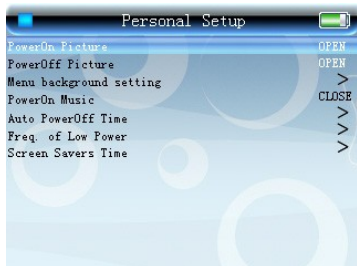 Personal Setup
PowerOn Picture OPEN
PowerOff Picture OPEN
Menu background setting >
PowerOn Music CLOSE
Auto PowerOff Time >
Freq. of Low Power >
Screen Savers Time >